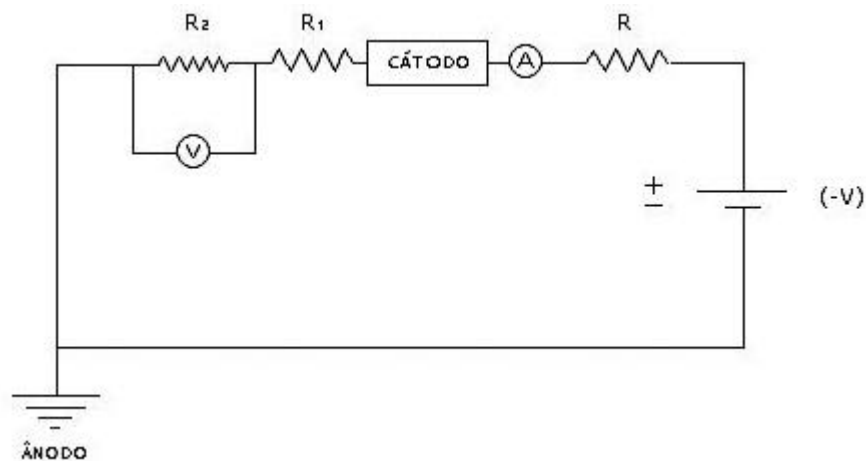 R₂
R₁
R
CÁTODO
A
V
+
−
(-V)
ÂNODO